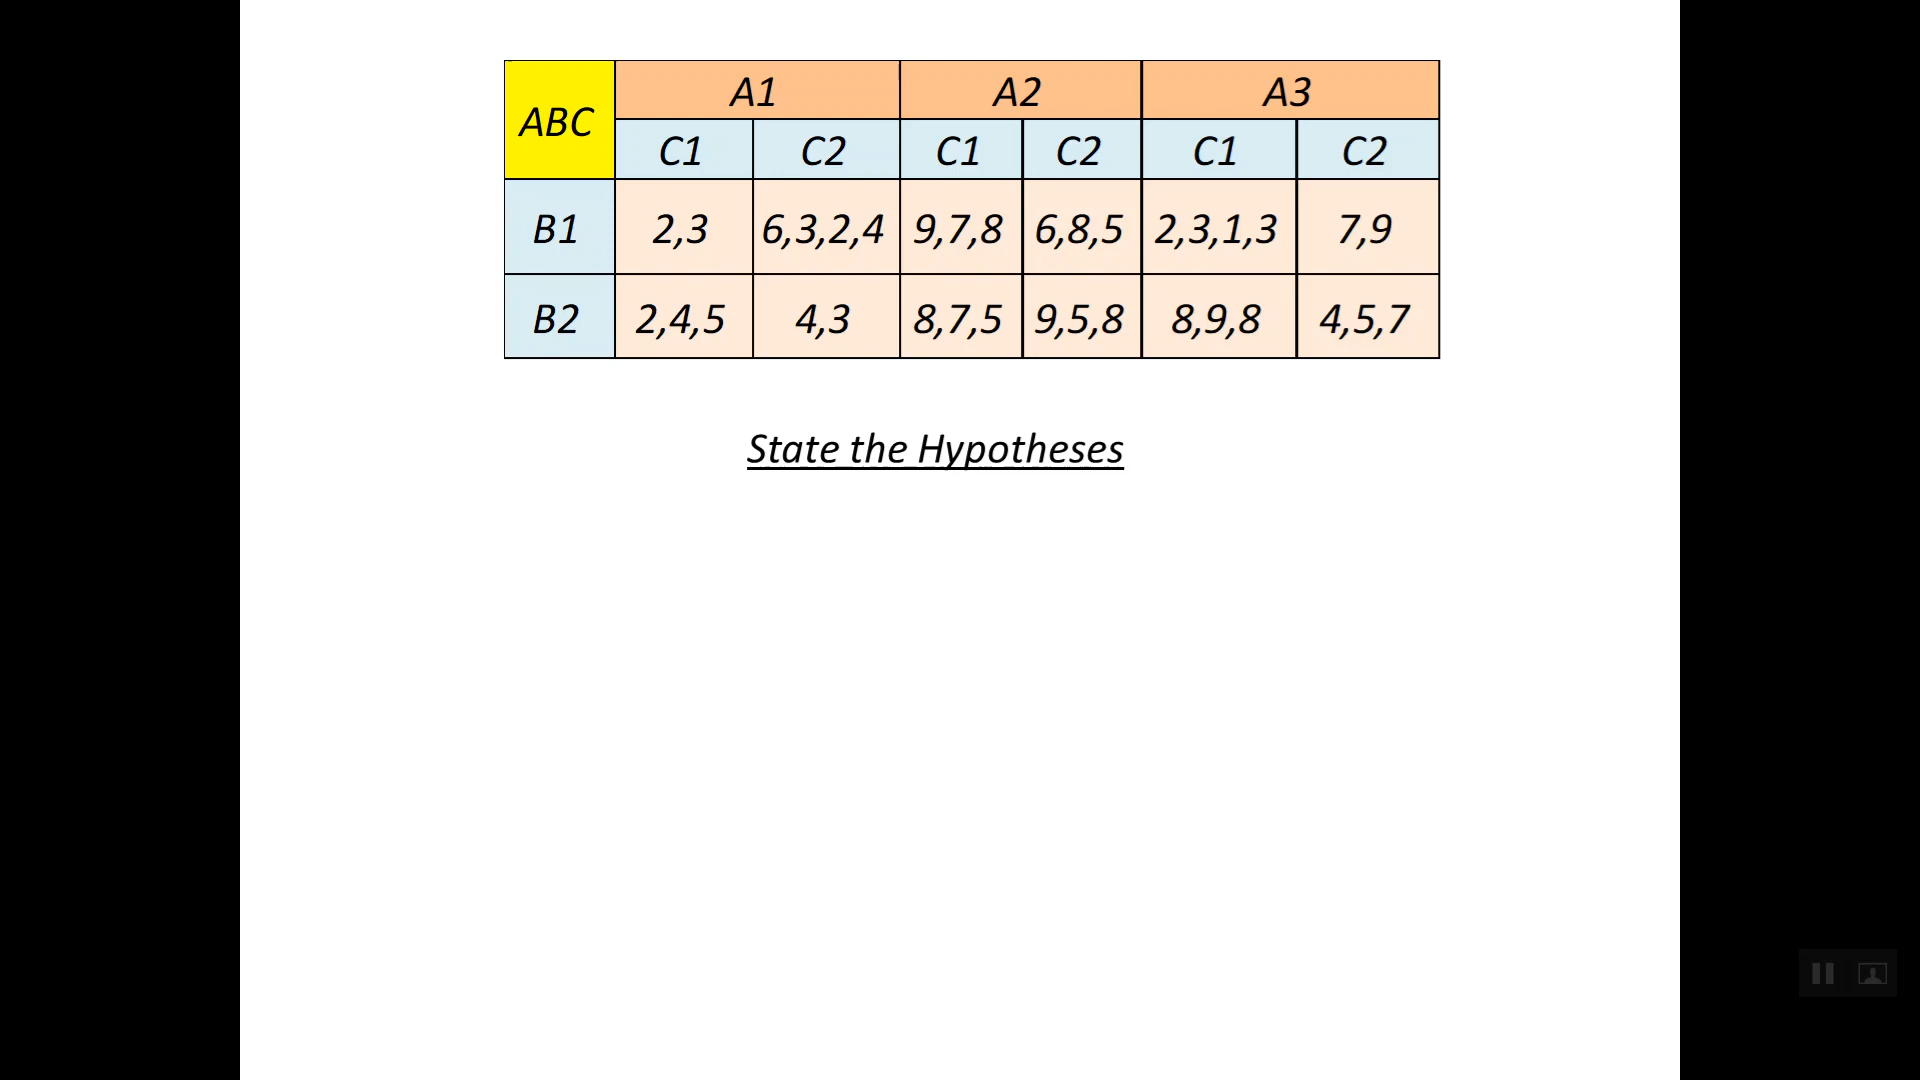 ABC A1 A2 A3
C1 C2 C1 C2 C1 C2
B1 2,3 6,3,2,4 9,7,8 6,8,5 2,3,1,3 7,9
B2 2,4,5 4,3 8,7,5 9,5,8 8,9,8 4,5,7
State the Hypotheses